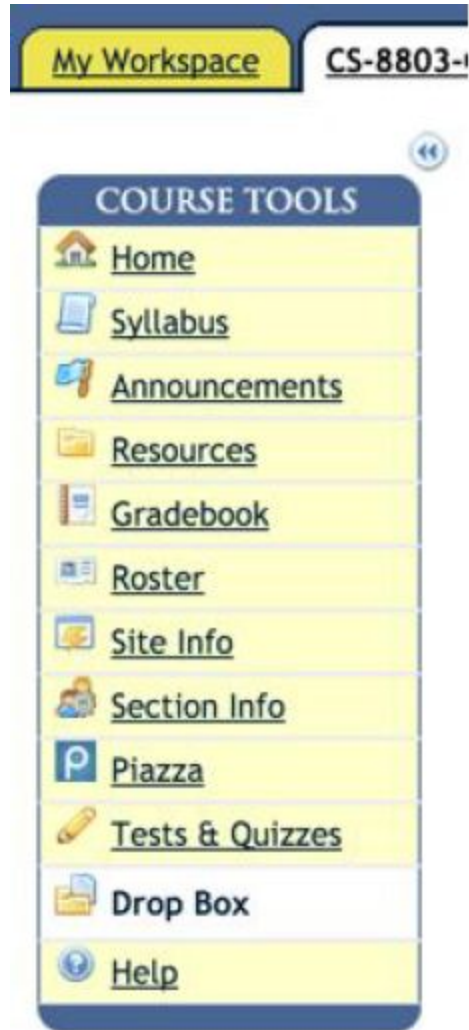 My Workspace CS-8803-
COURSE TOOLS
Home
Syllabus
Announcements
Resources
Gradebook
Roster
Site Info
Section Info
Piazza
Tests & Quizzes
Drop Box
Help